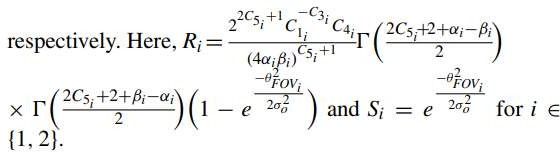 respectively. Here, $R_i = \frac{2^{2C_{5_i}+1} C_{1_i}^{-C_{3_i}} C_{4_i}}{(4\alpha_i\beta_i)^{C_{5_i}+1}} \Gamma\left(\frac{2C_{5_i}+2+\alpha_i-\beta_i}{2}\right)$
$\times \Gamma\left(\frac{2C_{5_i}+2+\beta_i-\alpha_i}{2}\right)\left(1 - e^{\frac{-\theta_{FOV_i}^2}{2\sigma_o^2}}\right)$ and $S_i = e^{\frac{-\theta_{FOV_i}^2}{2\sigma_o^2}}$ for $i \in$
{1, 2}.